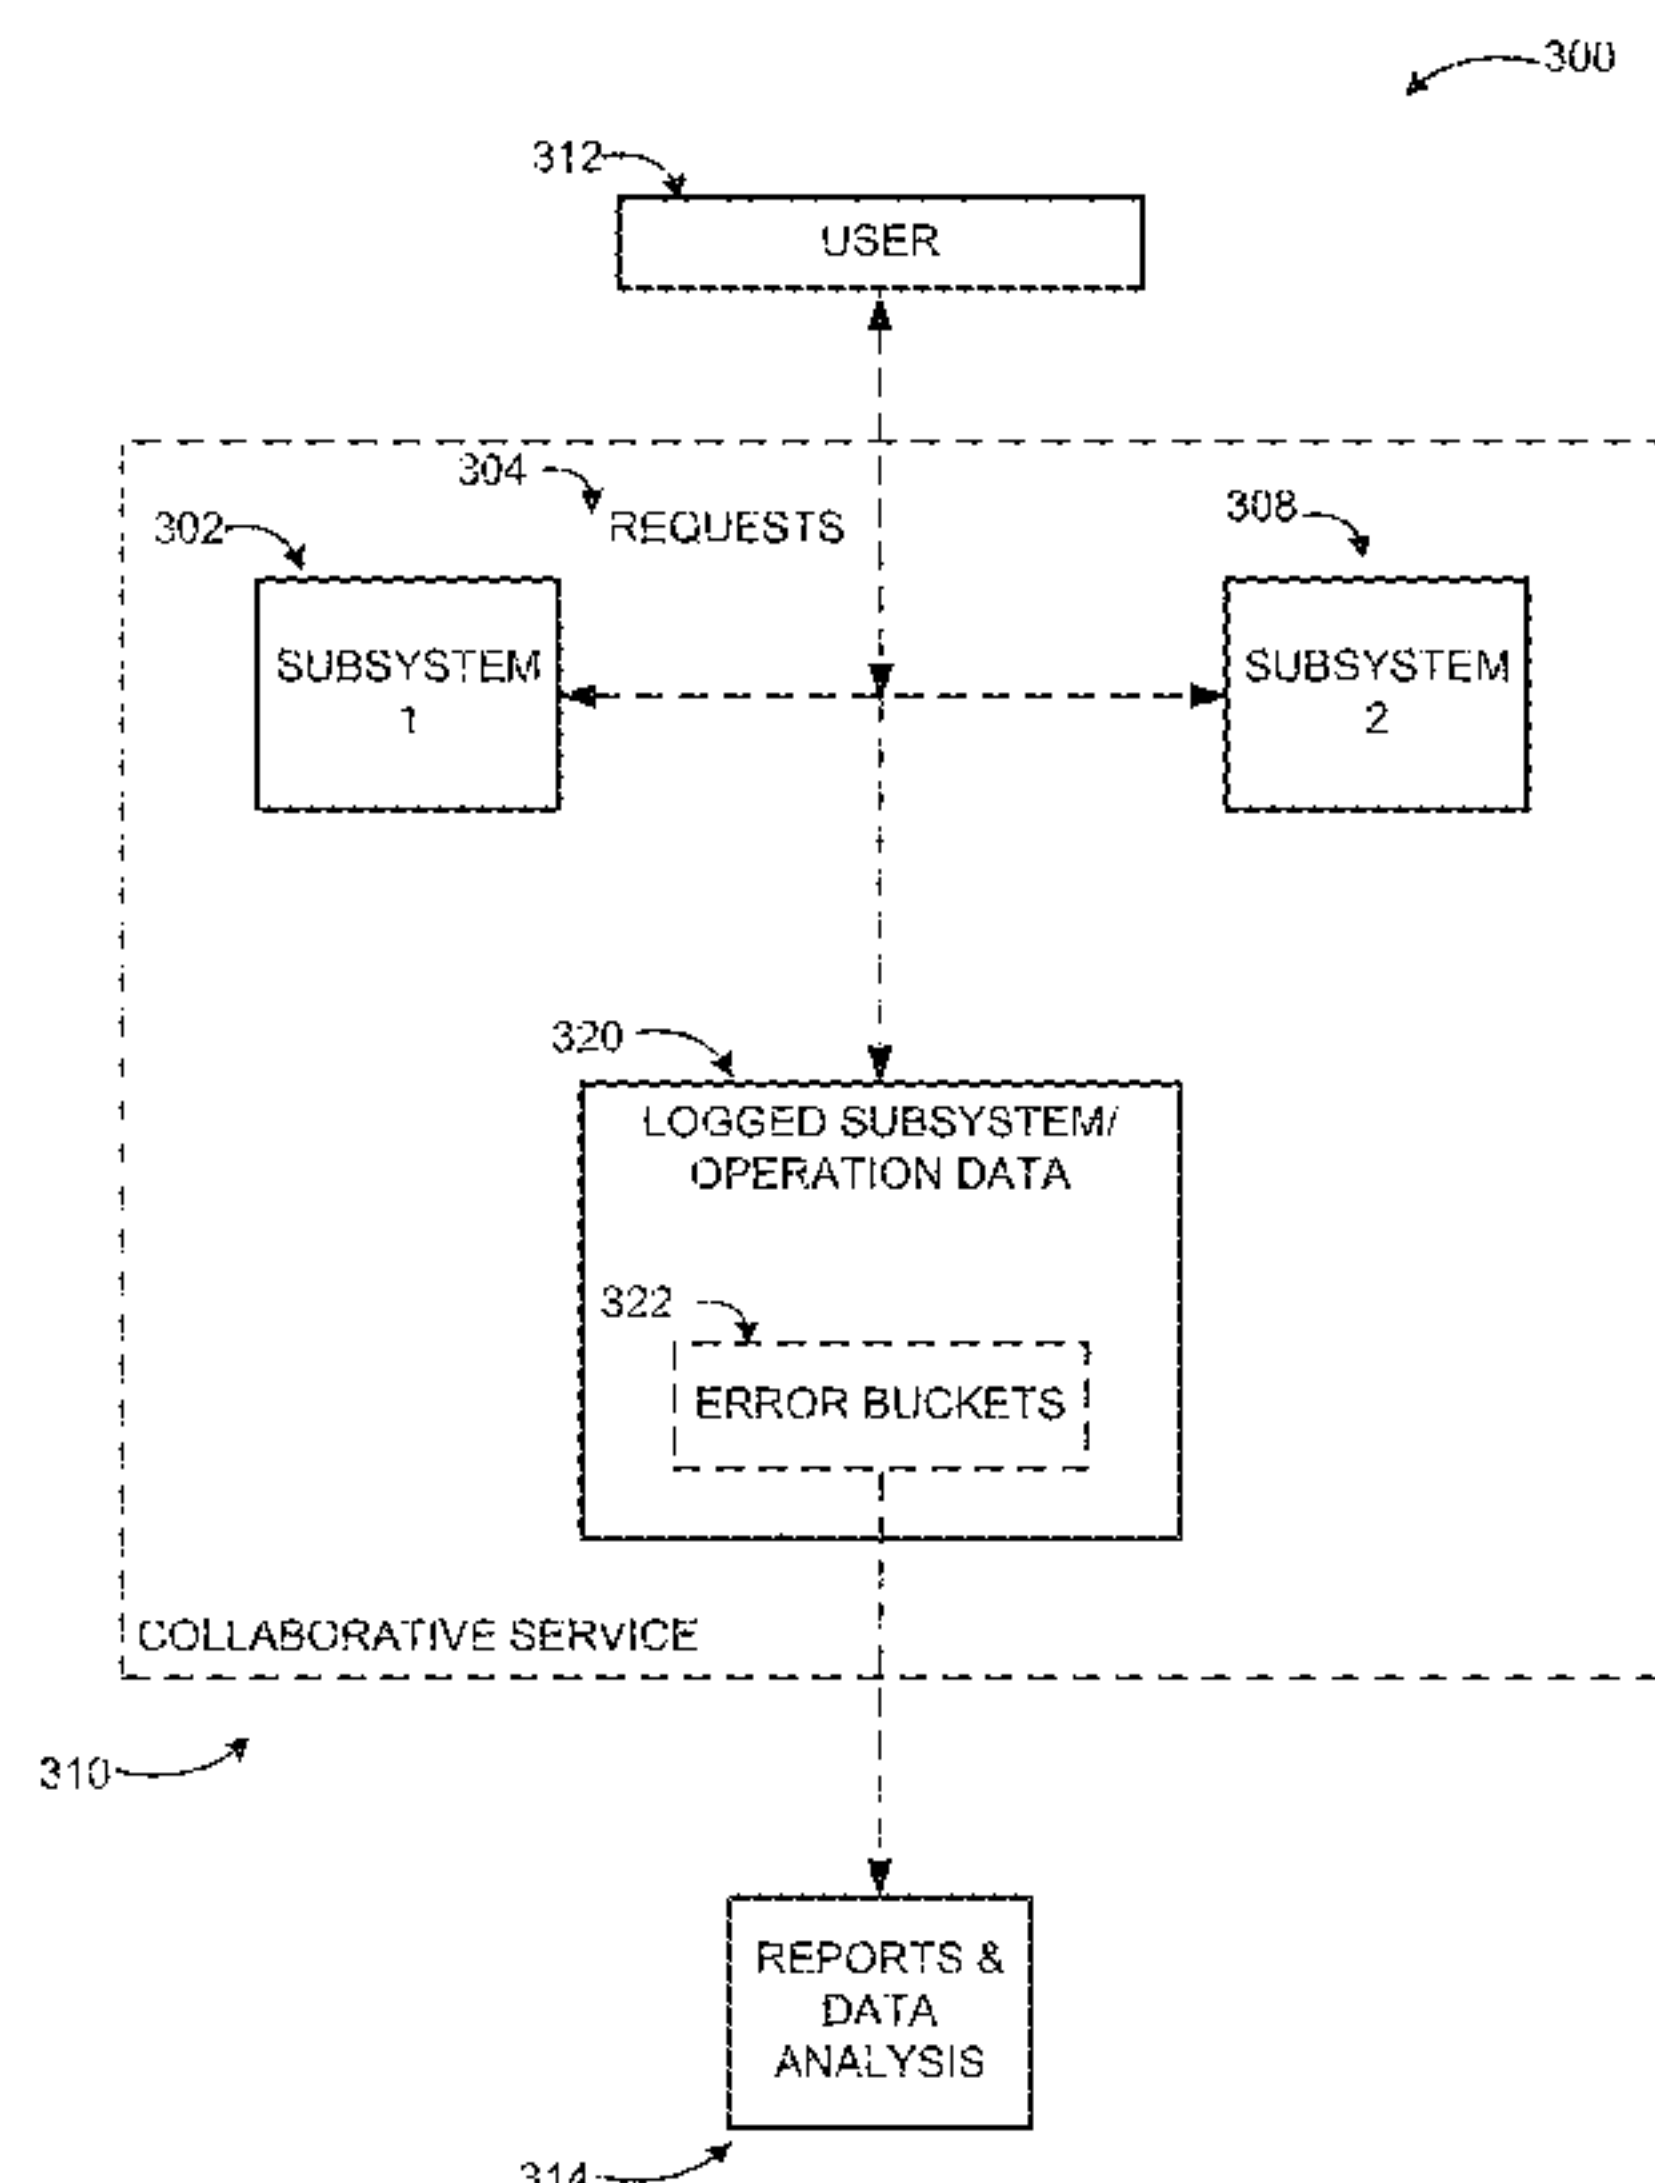 300
312
USER
304
REQUESTS
302
308
SUBSYSTEM
1
SUBSYSTEM
2
320
LOGGED SUBSYSTEM/
OPERATION DATA
322
ERROR BUCKETS
COLLABORATIVE SERVICE
310
REPORTS &
DATA
ANALYSIS
314